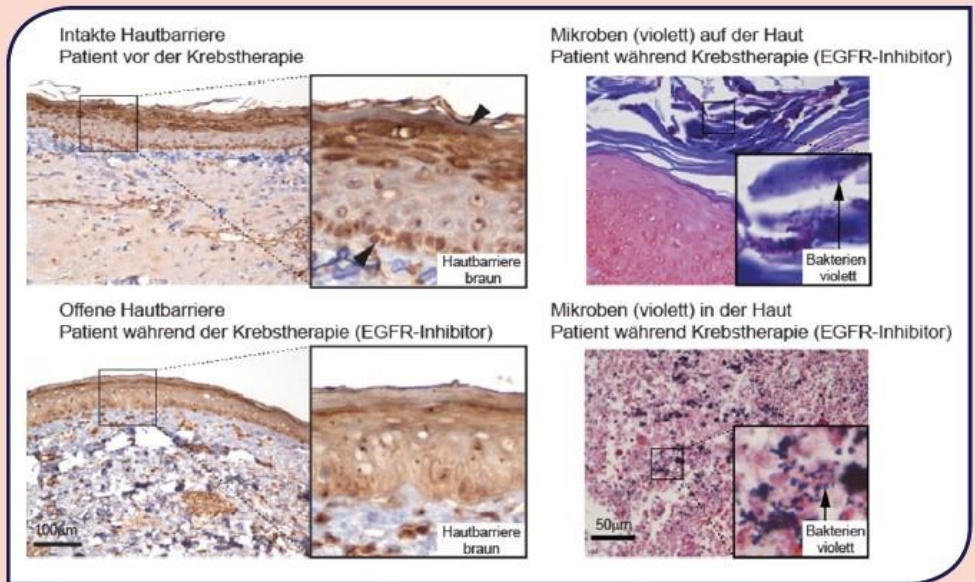 Intakte Hautbarriere
Patient vor der Krebstherapie
Hautbarriere
braun
Mikroben (violett) auf der Haut
Patient während Krebstherapie (EGFR-Inhibitor)
Bakterien
violett
Offene Hautbarriere
Patient während der Krebstherapie (EGFR-Inhibitor)
100µm
Hautbarriere
braun
Mikroben (violett) in der Haut
Patient während Krebstherapie (EGFR-Inhibitor)
50µm
Bakterien
violett